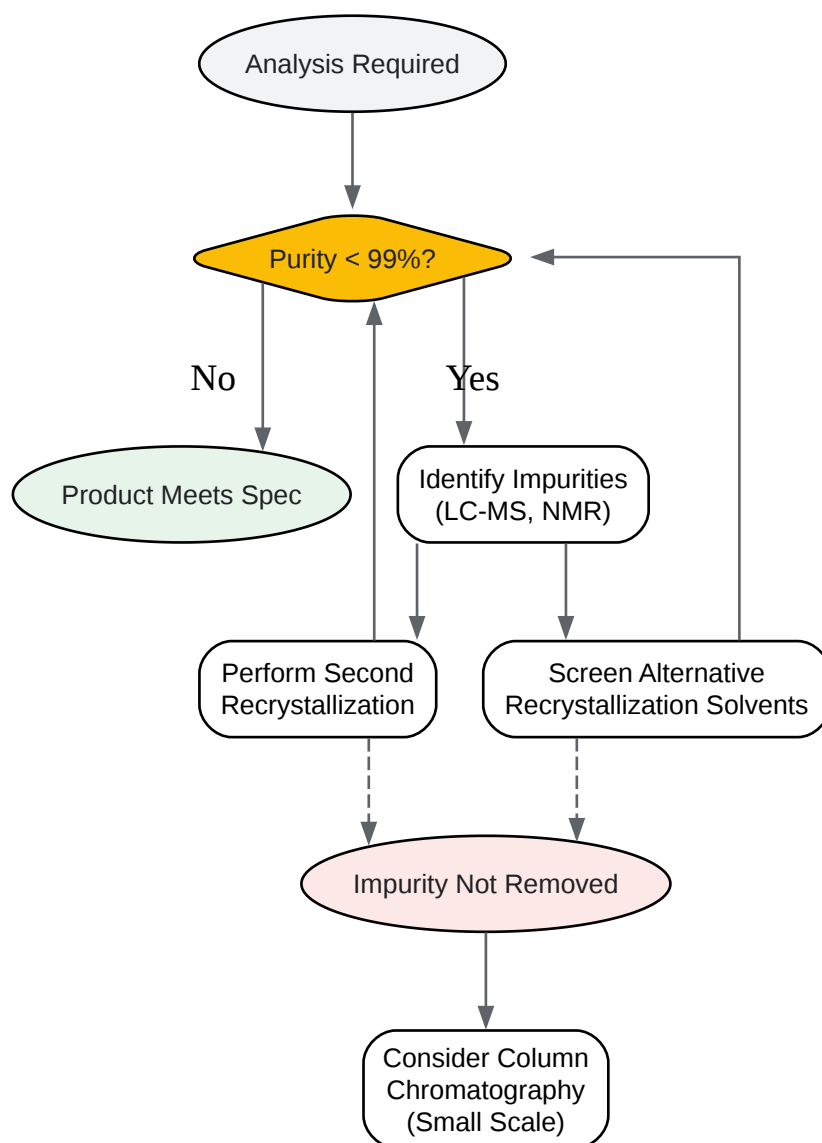 Analysis Required
Purity < 99%?
No
Yes
Product Meets Spec
Identify Impurities
(LC-MS, NMR)
Perform Second
Recrystallization
Screen Alternative
Recrystallization Solvents
Impurity Not Removed
Consider Column
Chromatography
(Small Scale)